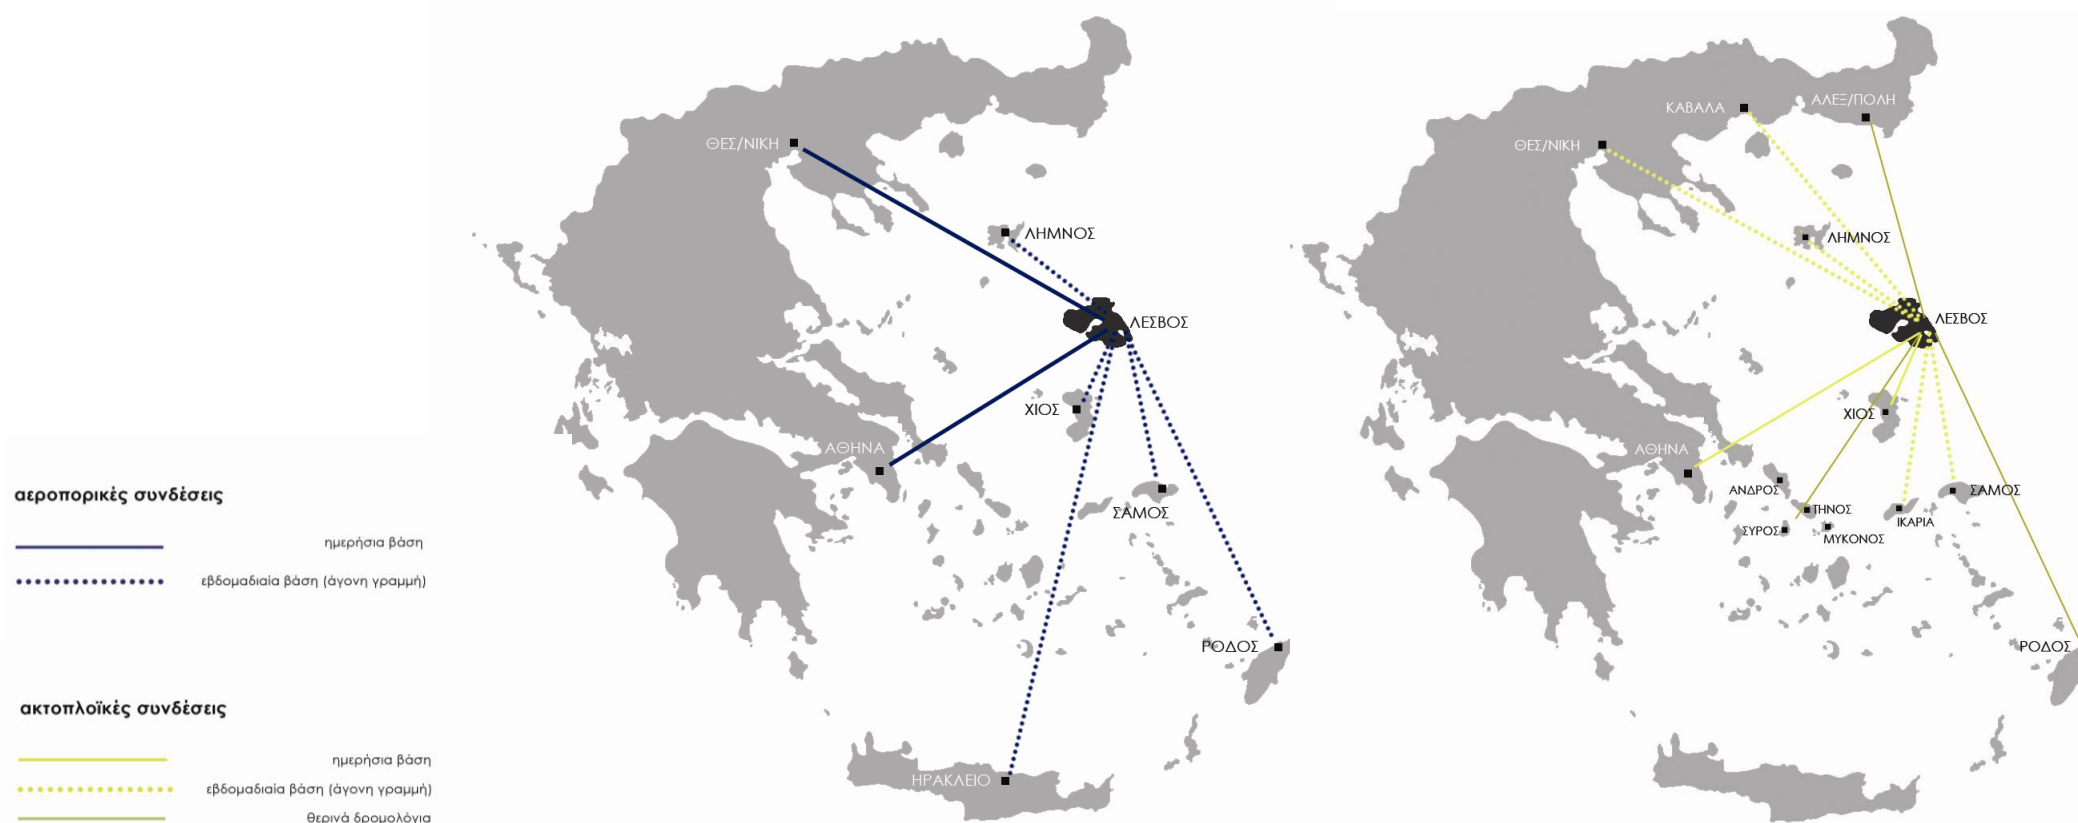 αεροπορικές συνδέσεις
ημερήσια βάση
εβδομαδιαία βάση (άγονη γραμμή)
ακτοπλοϊκές συνδέσεις
ημερήσια βάση
εβδομαδιαία βάση (άγονη γραμμή)
θερινά δρομολόγια
ΘΕΣ/ΝΙΚΗ
ΛΗΜΝΟΣ
ΛΕΣΒΟΣ
ΧΙΟΣ
ΑΘΗΝΑ
ΣΑΜΟΣ
ΡΟΔΟΣ
ΗΡΑΚΛΕΙΟ
ΚΑΒΑΛΑ
ΑΛΕΞ/ΠΟΛΗ
ΘΕΣ/ΝΙΚΗ
ΛΗΜΝΟΣ
ΛΕΣΒΟΣ
ΧΙΟΣ
ΑΘΗΝΑ
ΑΝΔΡΟΣ
ΣΑΜΟΣ
ΤΗΝΟΣ
ΙΚΑΡΙΑ
ΣΥΡΟΣ
ΜΥΚΟΝΟΣ
ΡΟΔΟΣ